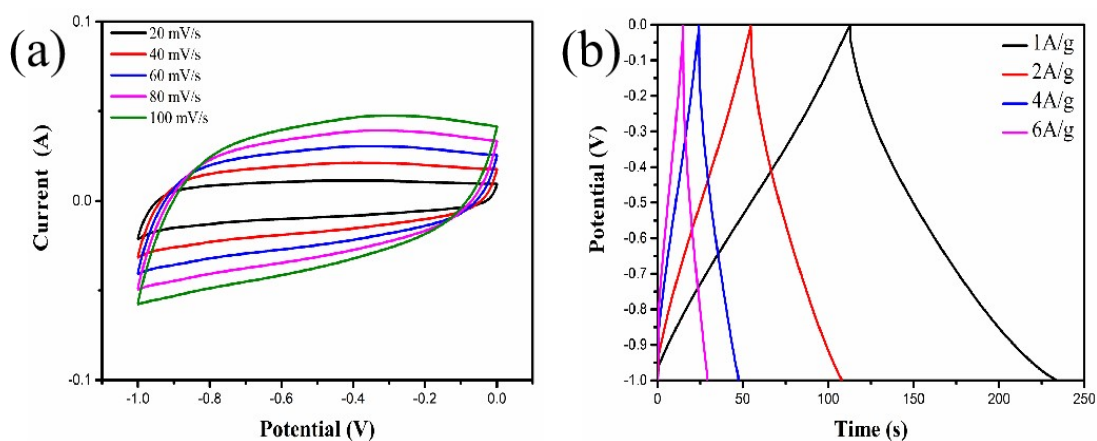 (a)
20 mV/s
40 mV/s
60 mV/s
80 mV/s
100 mV/s
0.1
0.0
-0.1
Current (A)
-1.0 -0.8 -0.6 -0.4 -0.2 0.0
Potential (V)
(b)
1A/g
2A/g
4A/g
6A/g
0.0
-0.1
-0.2
-0.3
-0.4
-0.5
-0.6
-0.7
-0.8
-0.9
-1.0
Potential (V)
0 50 100 150 200 250
Time (s)